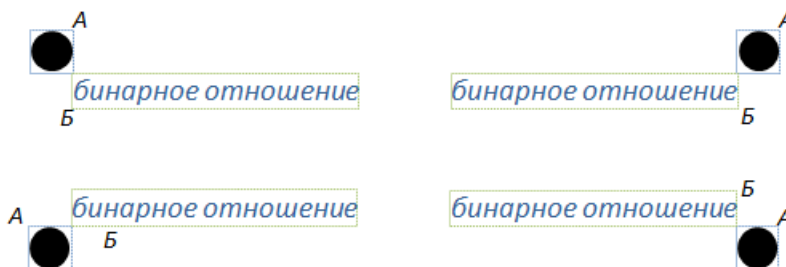 А А
бинарное отношение бинарное отношение
Б Б
Б
А бинарное отношение бинарное отношение А
Б